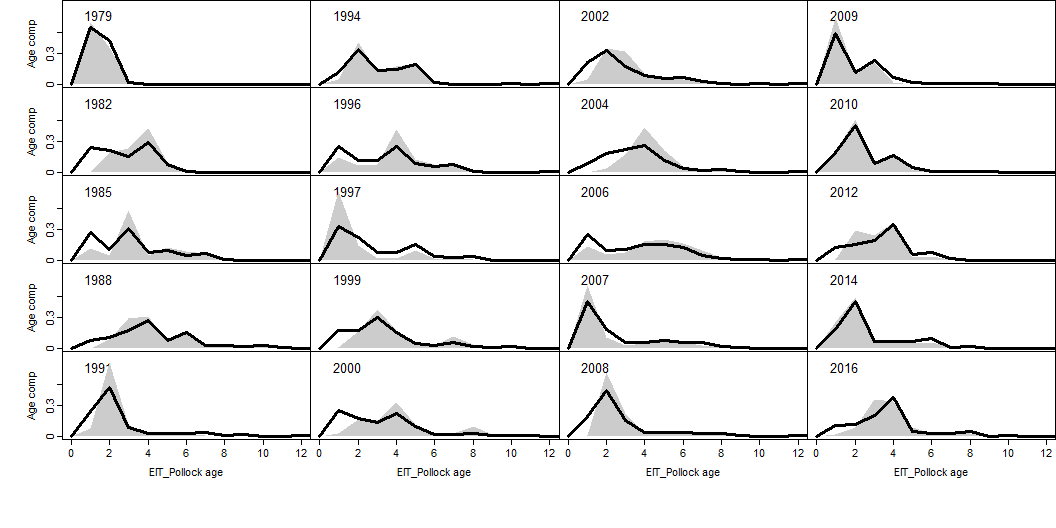 1979 1994 2002 2009
Age comp
0.3
0
1982 1996 2004 2010
Age comp
0.3
0
1985 1997 2006 2012
Age comp
0.3
0
1988 1999 2007 2014
Age comp
0.3
0
1991 2000 2008 2016
Age comp
0.3
0
0 2 4 6 8 10 12 0 2 4 6 8 10 12 0 2 4 6 8 10 12 0 2 4 6 8 10 12
EIT_Pollock age EIT_Pollock age EIT_Pollock age EIT_Pollock age